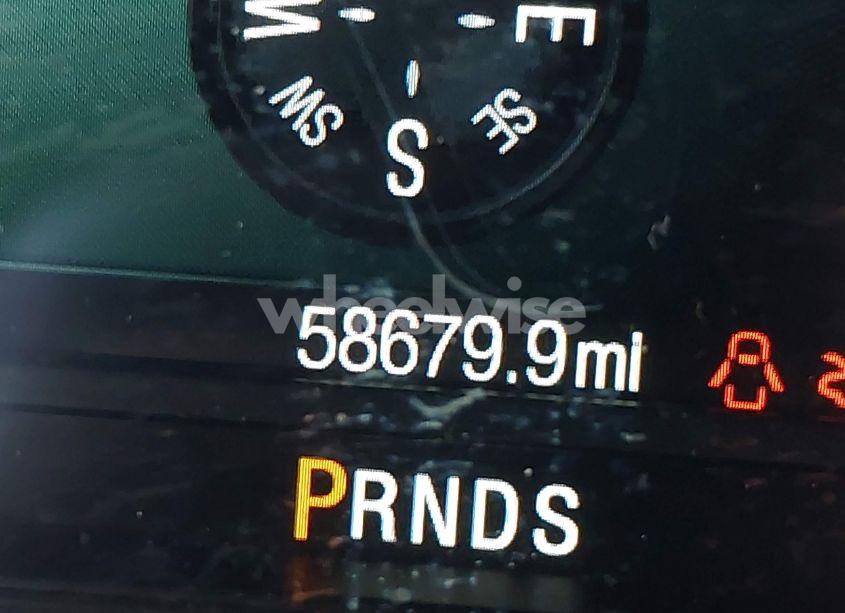 W E
SW SE
S
wheelwise
58679.9mi
PRNDS